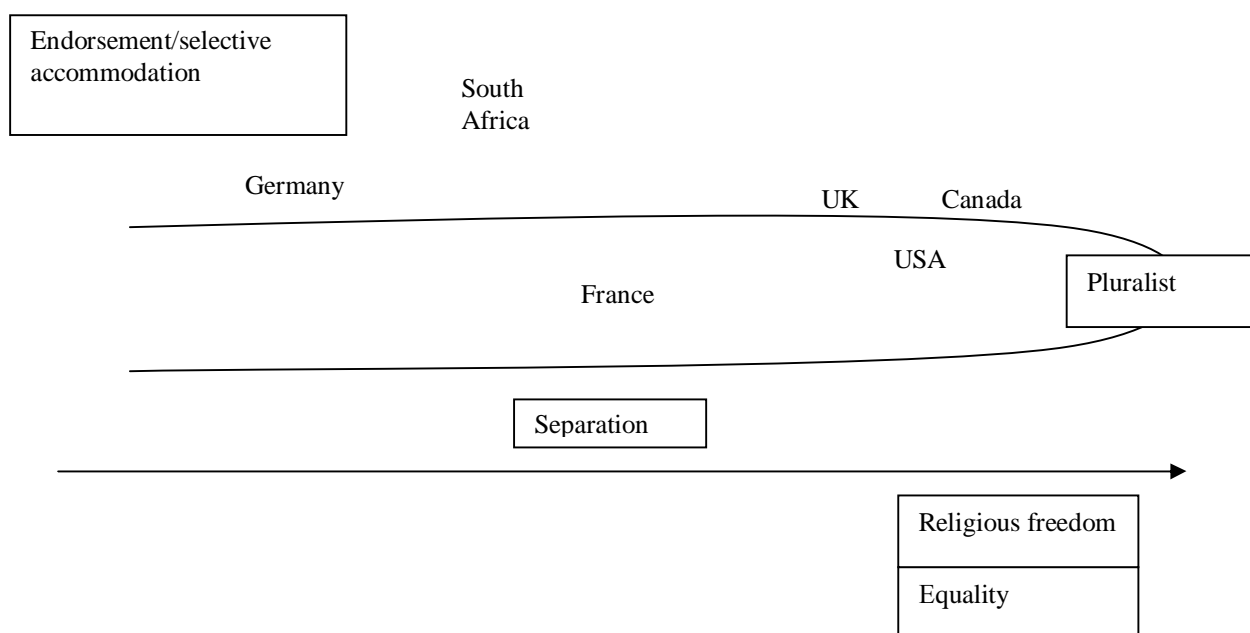 Endorsement/selective
accommodation
South
Africa
Germany
UK
Canada
USA
Pluralist
France
Separation
Religious freedom
Equality